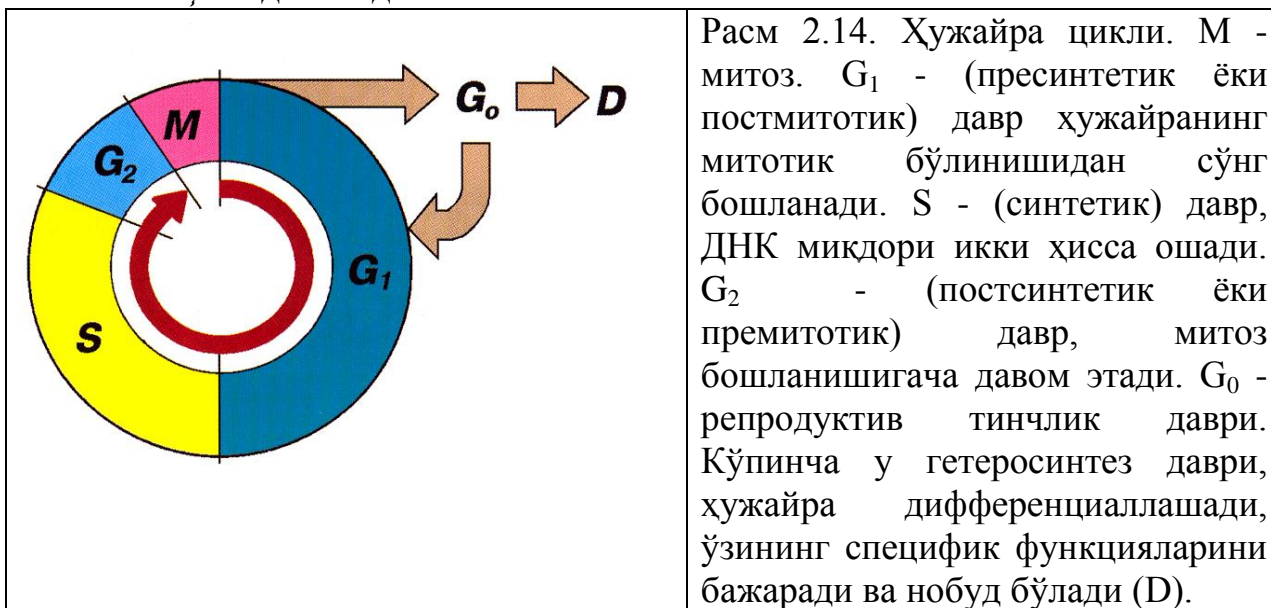 M
G₀
D
G₂
G₁
S
Расм 2.14. Ҳужайра цикли. М -
митоз. G₁ - (пресинтетик ёки
постмитотик) давр ҳужайранинг
митотик бўлинишидан сўнг
бошланади. S - (синтетик) давр,
ДНК миқдори икки ҳисса ошади.
G₂ - (постсинтетик ёки
премитотик) давр, митоз
бошланишигача давом этади. G₀ -
репродуктив тинчлик даври.
Кўпинча у гетеросинтез даври,
ҳужайра дифференциаллашади,
ўзининг специфик функцияларини
бажаради ва нобуд бўлади (D).